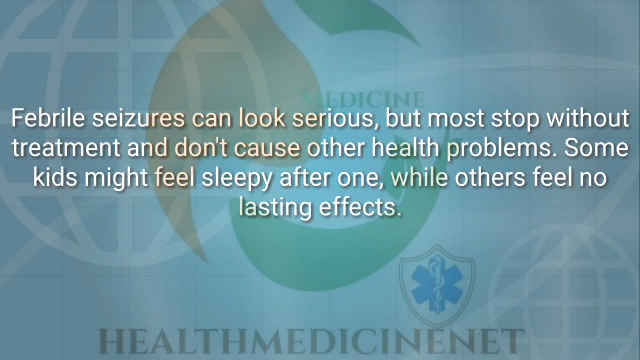 MEDICINE
Febrile seizures can look serious, but most stop without
treatment and don't cause other health problems. Some
kids might feel sleepy after one, while others feel no
lasting effects.
HEALTHMEDICINENET